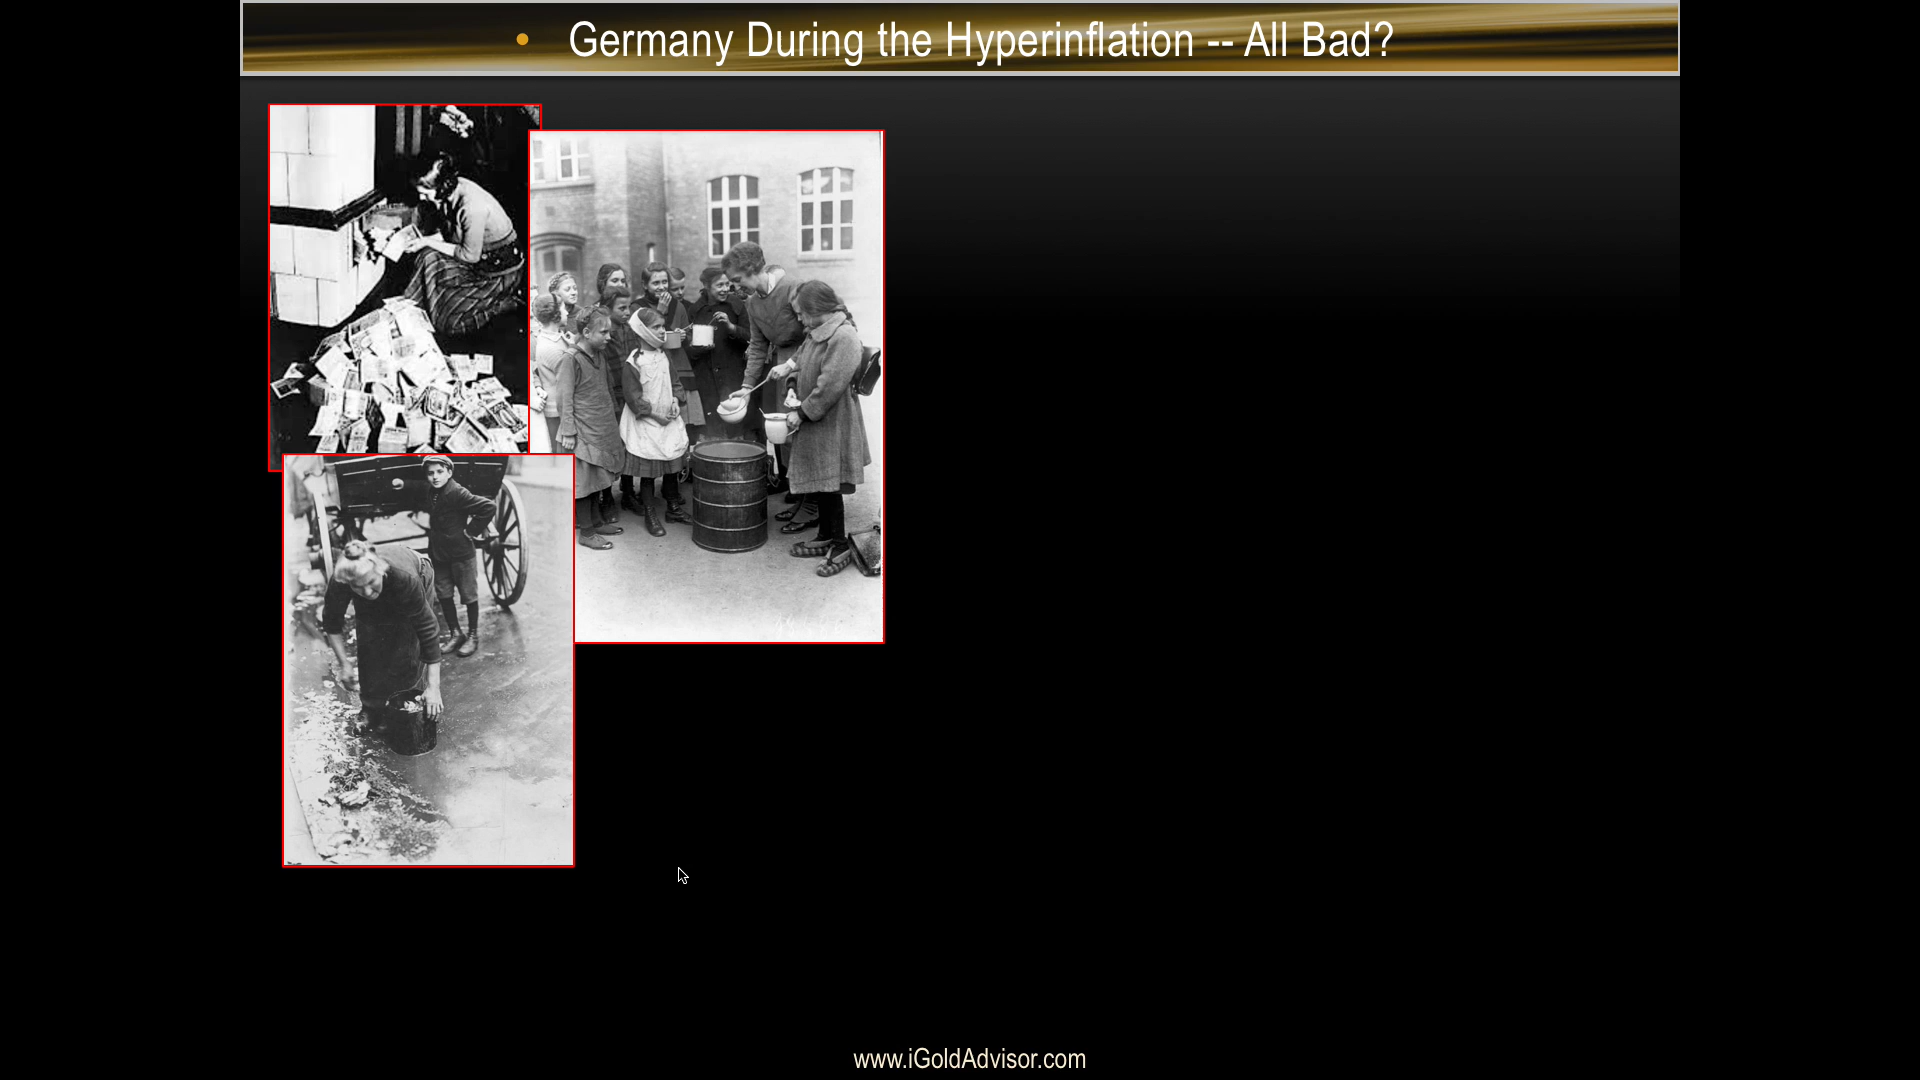 • Germany During the Hyperinflation -- All Bad?
www.iGoldAdvisor.com